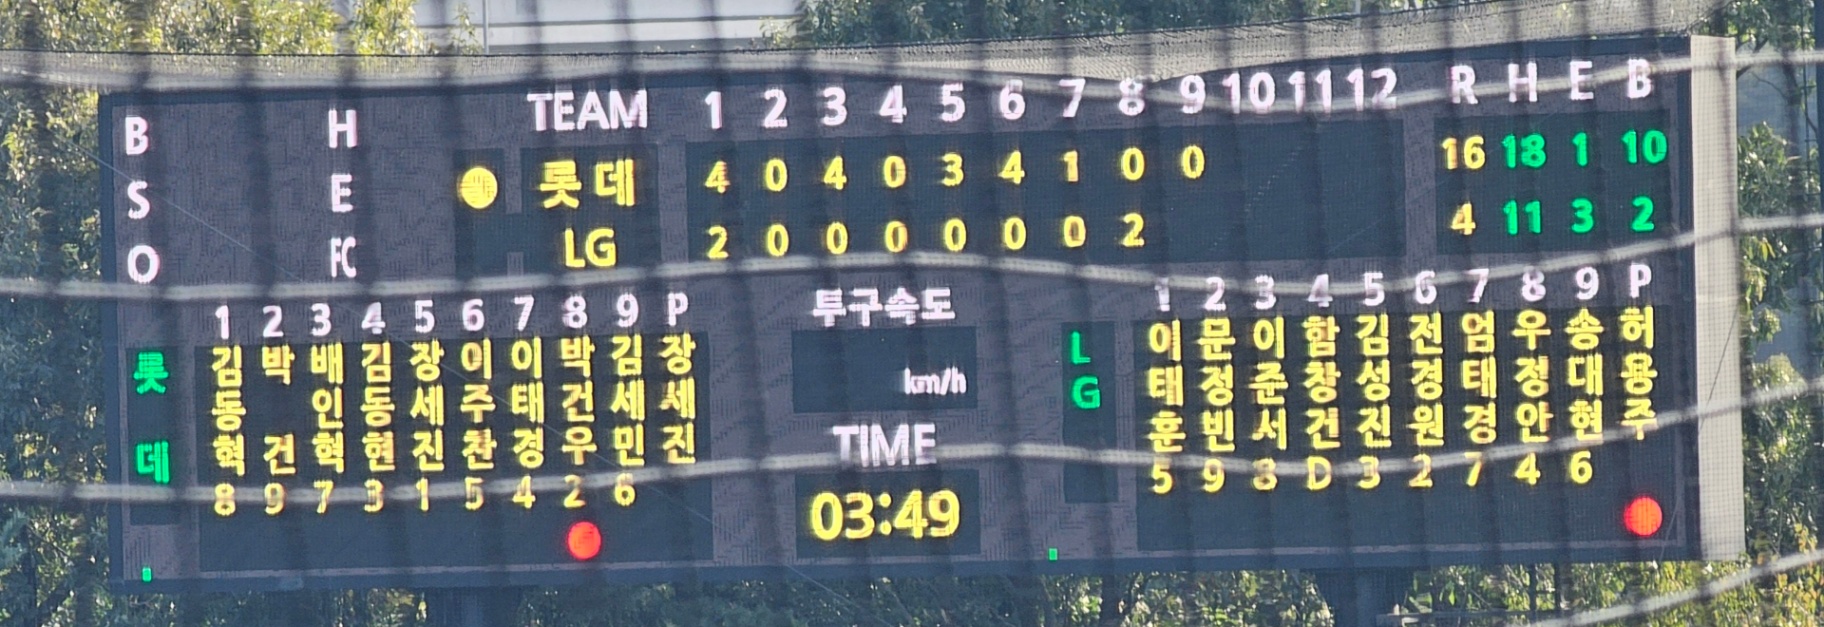 B H TEAM 1 2 3 4 5 6 7 8 9 10 11 12 R H E B
S E 롯데 4 0 4 0 3 4 1 0 0 16 18 1 10
O FC LG 2 0 0 0 0 0 0 2 4 11 3 2
1 2 3 4 5 6 7 8 9 P 투구속도 1 2 3 4 5 6 7 8 9 P
롯데
김동혁 8
박건 9
배인혁 7
김동현 3
장세진 1
이주찬 5
이태경 4
박건우 2
김세민 6
장세진
km/h
TIME
03:49
LG
이태훈 5
문정빈 9
이준서 8
함창건 D
김성진 3
전경원 2
엄태경 7
우정안 4
송대현 6
허용주